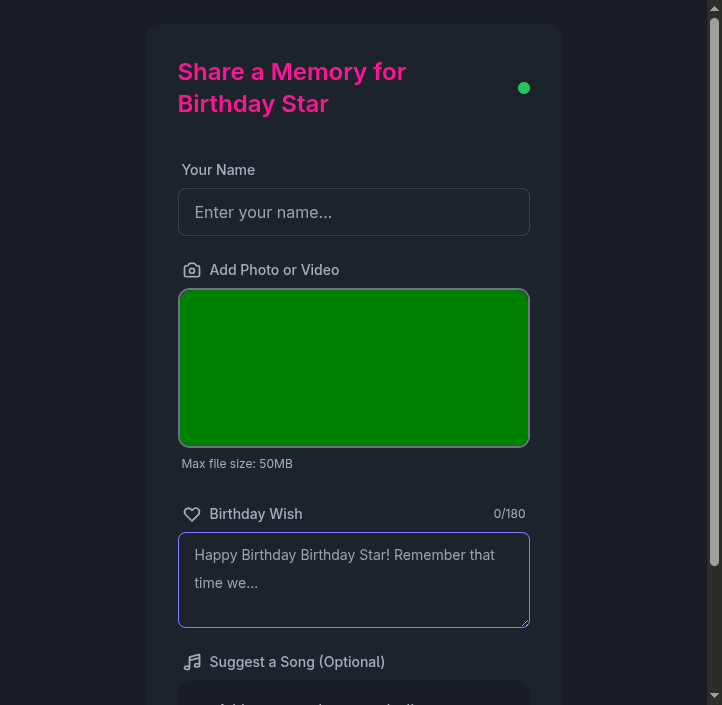 Share a Memory for
Birthday Star
Your Name
Enter your name...
Add Photo or Video
Max file size: 50MB
Birthday Wish
0/180
Happy Birthday Birthday Star! Remember that
time we...
Suggest a Song (Optional)